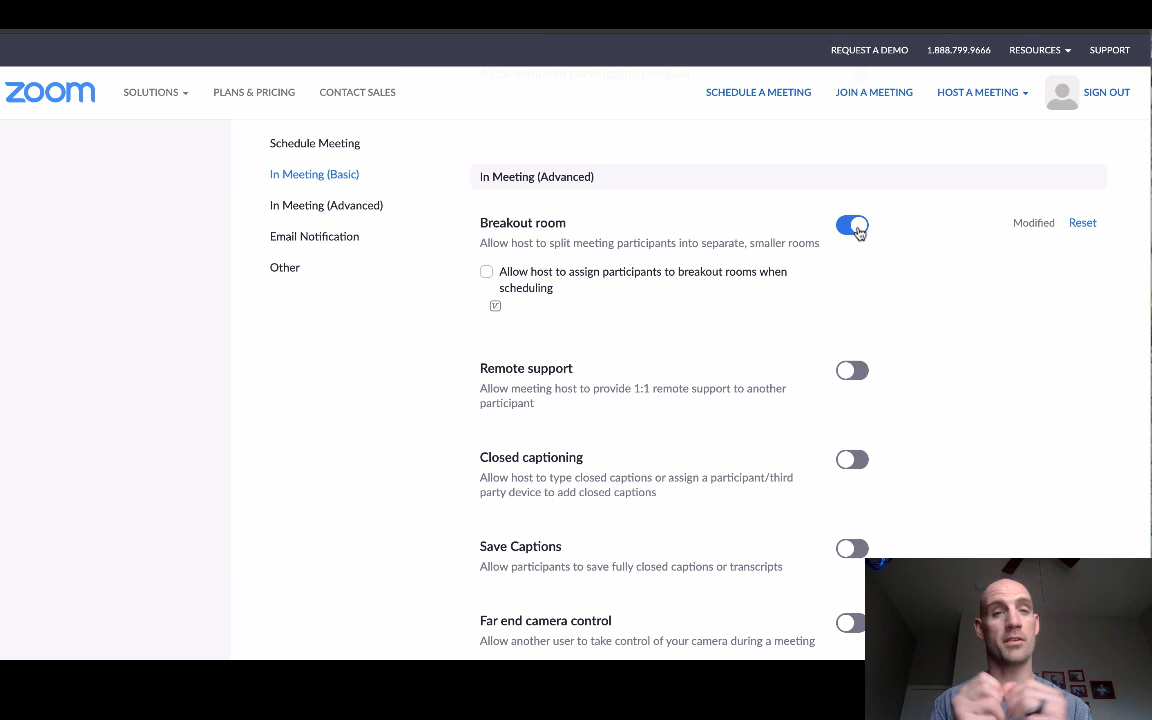 REQUEST A DEMO 1.888.799.9666 RESOURCES SUPPORT
zoom SOLUTIONS PLANS & PRICING CONTACT SALES SCHEDULE A MEETING JOIN A MEETING HOST A MEETING SIGN OUT
Schedule Meeting
In Meeting (Basic)
In Meeting (Advanced)
Email Notification
Other
In Meeting (Advanced)
Breakout room
Modified Reset
Allow host to split meeting participants into separate, smaller rooms
Allow host to assign participants to breakout rooms when
scheduling
Remote support
Allow meeting host to provide 1:1 remote support to another
participant
Closed captioning
Allow host to type closed captions or assign a participant/third
party device to add closed captions
Save Captions
Allow participants to save fully closed captions or transcripts
Far end camera control
Allow another user to take control of your camera during a meeting